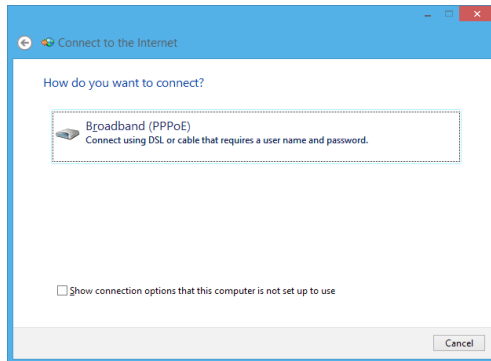 Connect to the Internet
How do you want to connect?
Broadband (PPPoE)
Connect using DSL or cable that requires a user name and password.
Show connection options that this computer is not set up to use
Cancel